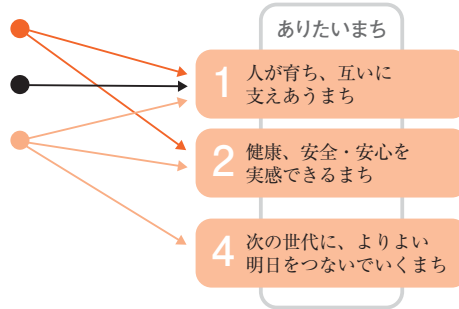 ありたいまち
1 人が育ち、互いに
支えあうまち
2 健康、安全・安心を
実感できるまち
4 次の世代に、よりよい
明日をつないでいくまち